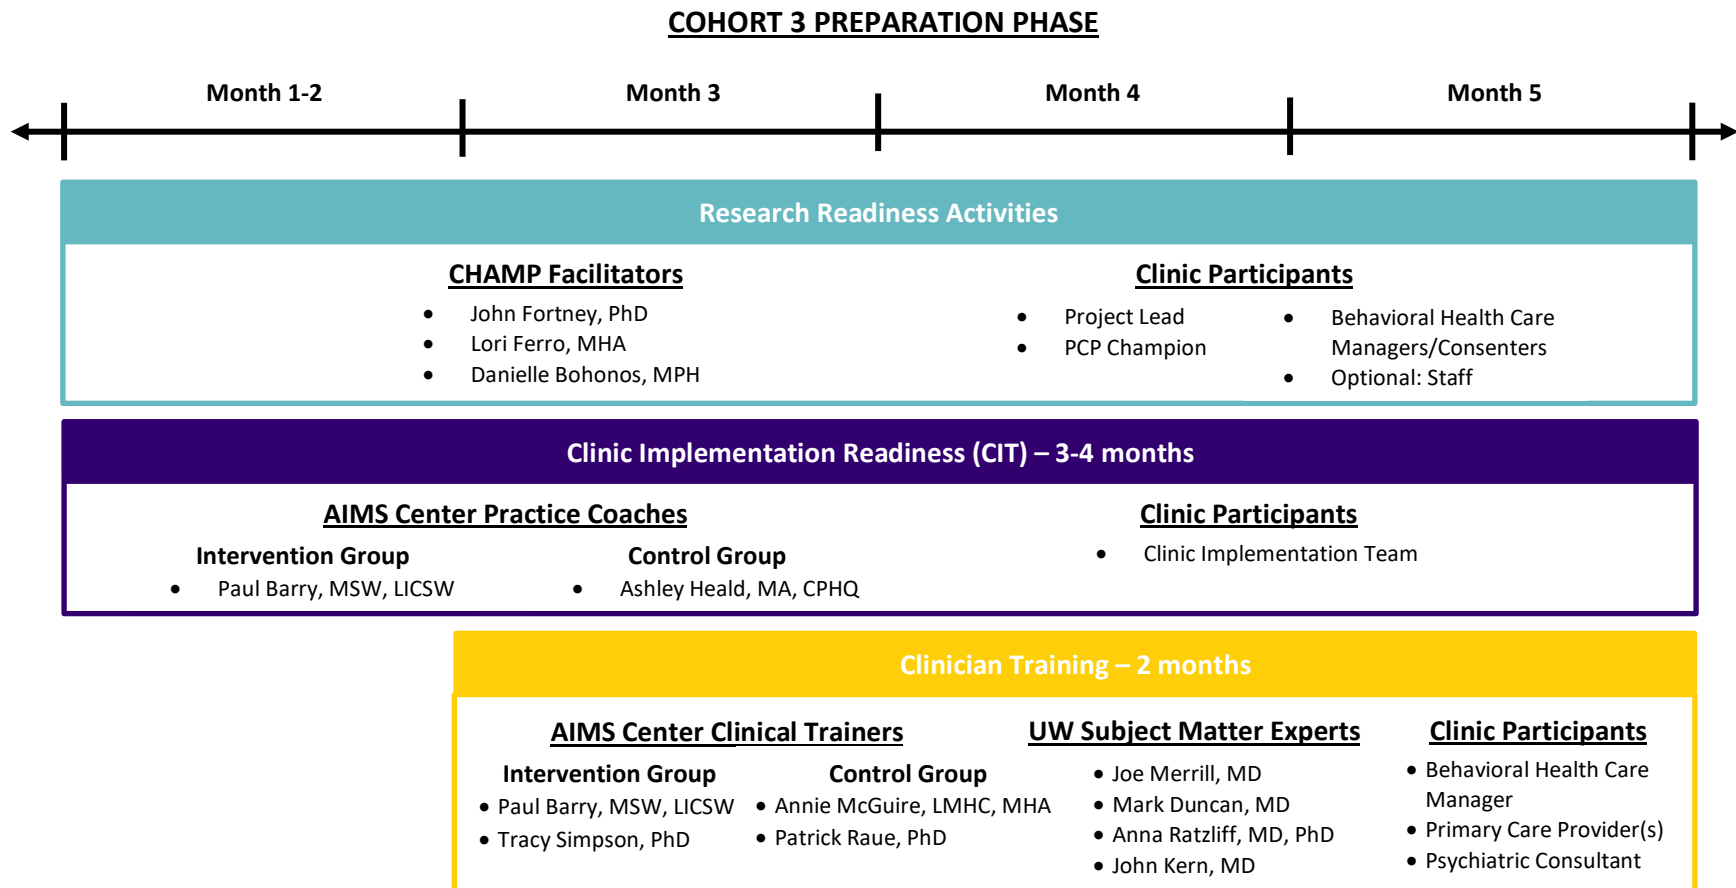 COHORT 3 PREPARATION PHASE
Month 1-2
Month 3
Month 4
Month 5
Research Readiness Activities
CHAMP Facilitators
• John Fortney, PhD
• Lori Ferro, MHA
• Danielle Bohonos, MPH
Clinic Participants
• Project Lead
• PCP Champion
• Behavioral Health Care
Managers/Consenters
• Optional: Staff
Clinic Implementation Readiness (CIT) – 3-4 months
AIMS Center Practice Coaches
Intervention Group
• Paul Barry, MSW, LICSW
Control Group
• Ashley Heald, MA, CPHQ
Clinic Participants
• Clinic Implementation Team
Clinician Training – 2 months
AIMS Center Clinical Trainers
Intervention Group
• Paul Barry, MSW, LICSW
• Tracy Simpson, PhD
Control Group
• Annie McGuire, LMHC, MHA
• Patrick Raue, PhD
UW Subject Matter Experts
• Joe Merrill, MD
• Mark Duncan, MD
• Anna Ratzliff, MD, PhD
• John Kern, MD
Clinic Participants
• Behavioral Health Care
Manager
• Primary Care Provider(s)
• Psychiatric Consultant